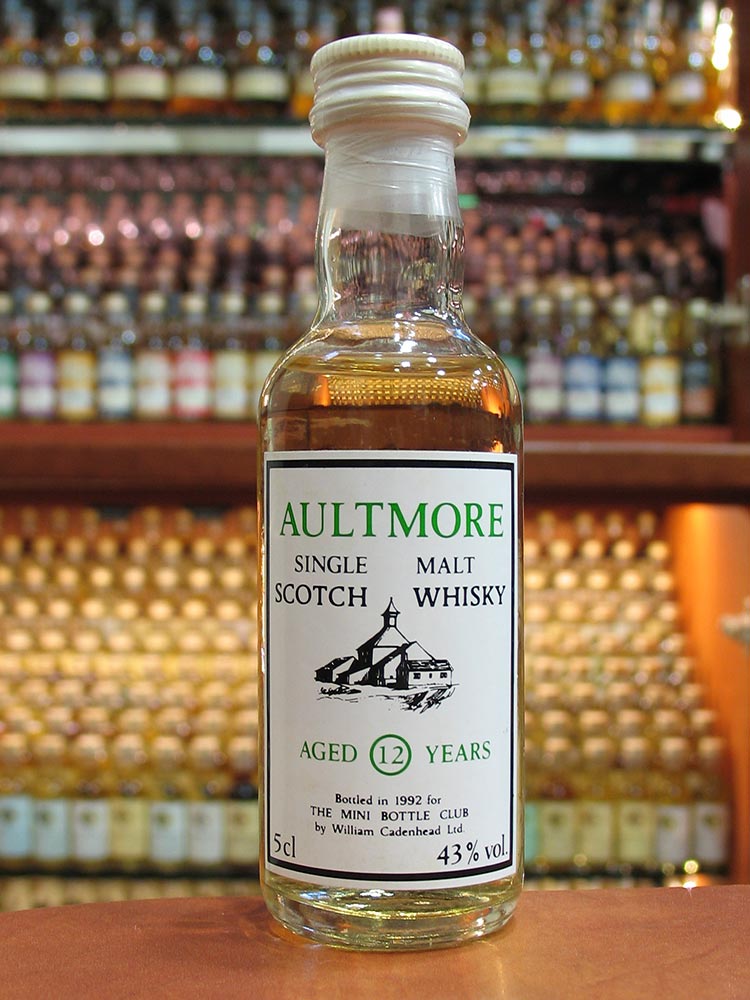 AULTMORE
SINGLE MALT
SCOTCH WHISKY
AGED 12 YEARS
Bottled in 1992 for
THE MINI BOTTLE CLUB
by William Cadenhead Ltd.
5cl 43% vol.